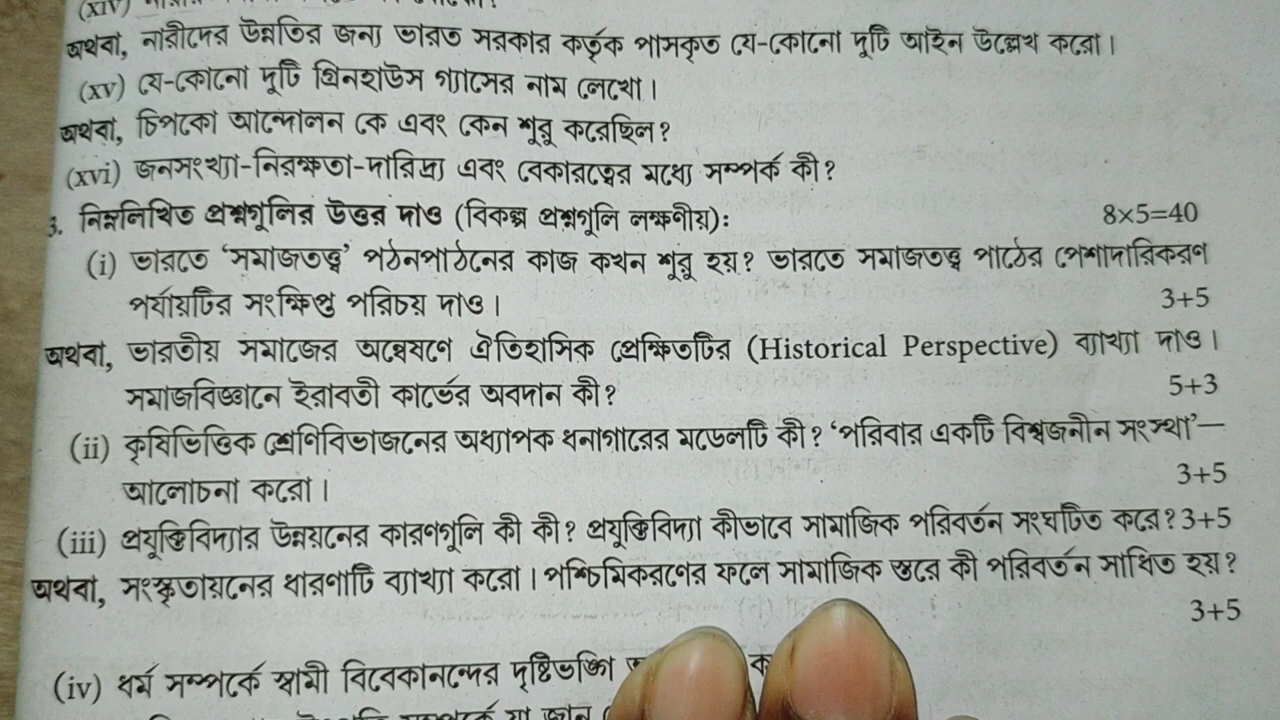 (xiv)
অথবা, নারীদের উন্নতির জন্য ভারত সরকার কর্তৃক পাসকৃত যে-কোনো দুটি আইন উল্লেখ করো।
(xv) যে-কোনো দুটি গ্রিনহাউস গ্যাসের নাম লেখো।
অথবা, চিপকো আন্দোলন কে এবং কেন শুরু করেছিল?
(xvi) জনসংখ্যা-নিরক্ষতা-দারিদ্র্য এবং বেকারত্বের মধ্যে সম্পর্ক কী?
3. নিম্নলিখিত প্রশ্নগুলির উত্তর দাও (বিকল্প প্রশ্নগুলি লক্ষণীয়): 8×5=40
(i) ভারতে ‘সমাজতত্ত্ব’ পঠনপাঠনের কাজ কখন শুরু হয়? ভারতে সমাজতত্ত্ব পাঠের পেশাদারিকরণ
পর্যায়টির সংক্ষিপ্ত পরিচয় দাও। 3+5
অথবা, ভারতীয় সমাজের অন্বেষণে ঐতিহাসিক প্রেক্ষিতটির (Historical Perspective) ব্যাখ্যা দাও।
সমাজবিজ্ঞানে ইরাবতী কার্ভের অবদান কী? 5+3
(ii) কৃষিভিত্তিক শ্রেণিবিভাজনের অধ্যাপক ধনাগারের মডেলটি কী? ‘পরিবার একটি বিশ্বজনীন সংস্থা’—
আলোচনা করো। 3+5
(iii) প্রযুক্তিবিদ্যার উন্নয়নের কারণগুলি কী কী? প্রযুক্তিবিদ্যা কীভাবে সামাজিক পরিবর্তন সংঘটিত করে? 3+5
অথবা, সংস্কৃতায়নের ধারণাটি ব্যাখ্যা করো। পশ্চিমিকরণের ফলে সামাজিক স্তরে কী পরিবর্তন সাধিত হয়?
3+5
(iv) ধর্ম সম্পর্কে স্বামী বিবেকানন্দের দৃষ্টিভঙ্গি
সম্পর্কে যা জান